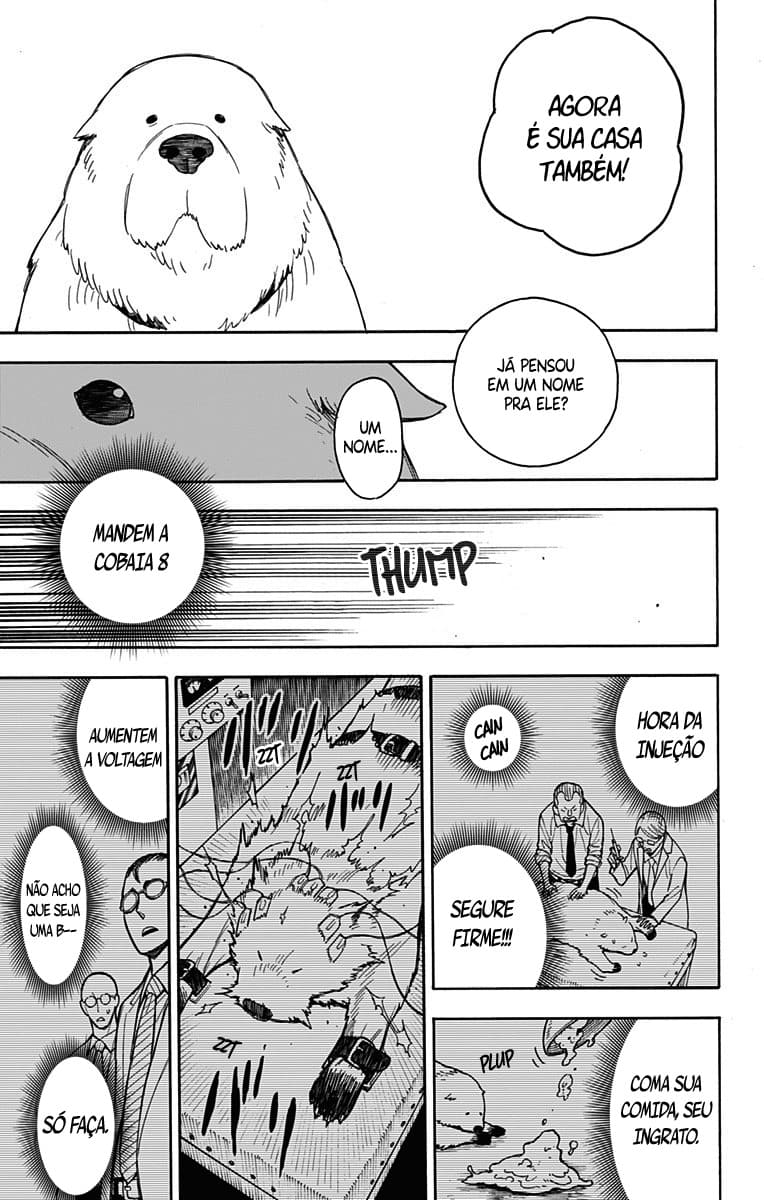 AGORA
É SUA CASA
TAMBÉM!
JÁ PENSOU
EM UM NOME
PRA ELE?
UM
NOME...
THUMP
MANDEM A
COBAIA 8
HORA DA
INJEÇÃO
CAIN
CAIN
SEGURE
FIRME!!!
COMA SUA
COMIDA, SEU
INGRATO.
PLUP
ZZT
ZZT
ZZT
AUMENTEM
A VOLTAGEM
NÃO ACHO
QUE SEJA
UMA B--
SÓ FAÇA.